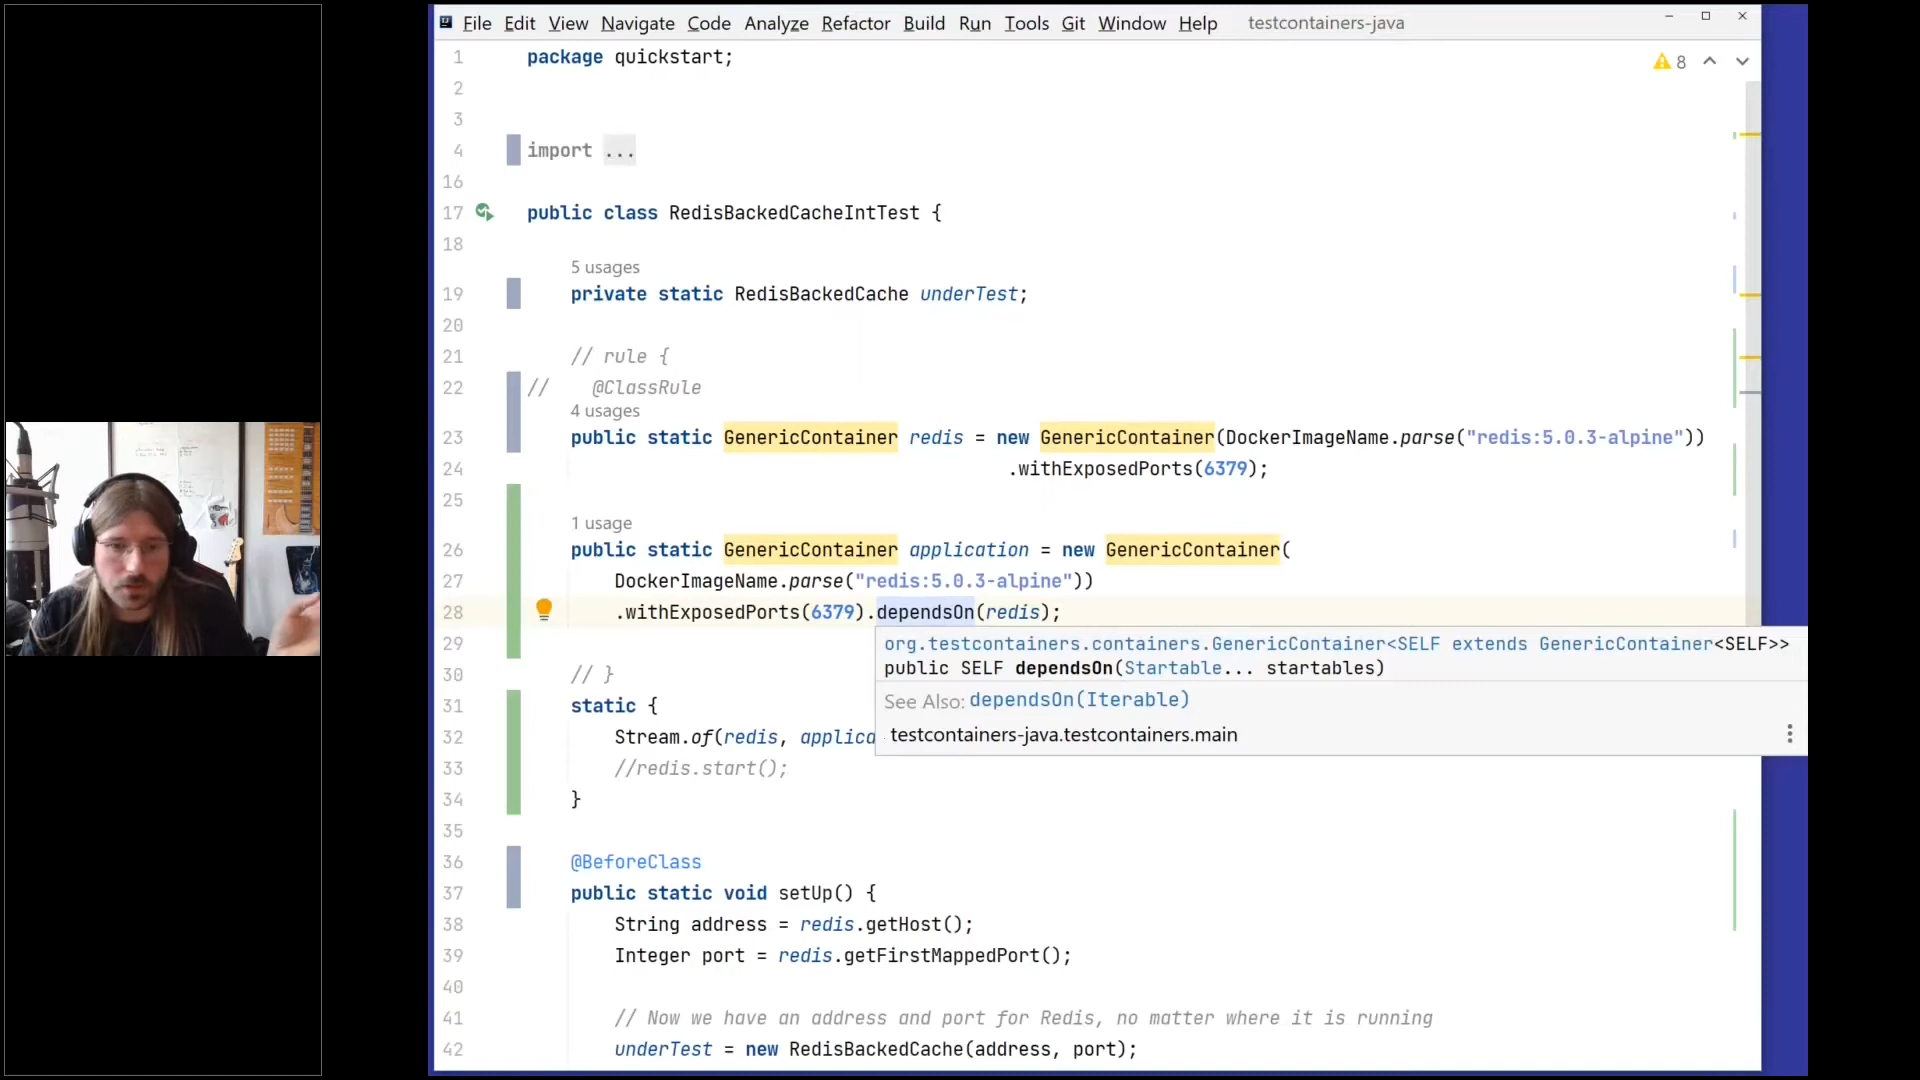 File Edit View Navigate Code Analyze Refactor Build Run Tools Git Window Help testcontainers-java
1 package quickstart;
8
2
3
4 import ...
16
17 public class RedisBackedCacheIntTest {
18
5 usages
19 private static RedisBackedCache underTest;
20
21 // rule {
22 // @ClassRule
4 usages
23 public static GenericContainer redis = new GenericContainer(DockerImageName.parse("redis:5.0.3-alpine"))
24 .withExposedPorts(6379);
25
1 usage
26 public static GenericContainer application = new GenericContainer(
27 DockerImageName.parse("redis:5.0.3-alpine"))
28 .withExposedPorts(6379).dependsOn(redis);
29
org.testcontainers.containers.GenericContainer<SELF extends GenericContainer<SELF>>
public SELF dependsOn(Startable... startables)
See Also: dependsOn(Iterable)
testcontainers-java.testcontainers.main
30 // }
31 static {
32 Stream.of(redis, applica
33 //redis.start();
34 }
35
36 @BeforeClass
37 public static void setUp() {
38 String address = redis.getHost();
39 Integer port = redis.getFirstMappedPort();
40
41 // Now we have an address and port for Redis, no matter where it is running
42 underTest = new RedisBackedCache(address, port);